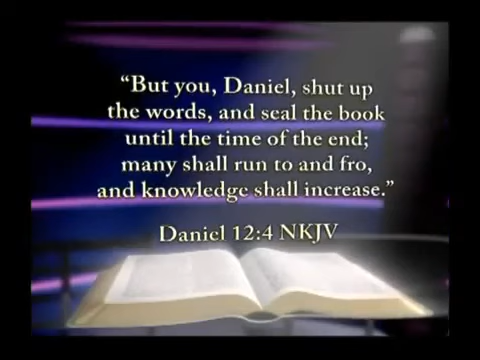 “But you, Daniel, shut up
the words, and seal the book
until the time of the end;
many shall run to and fro,
and knowledge shall increase.”
Daniel 12:4 NKJV